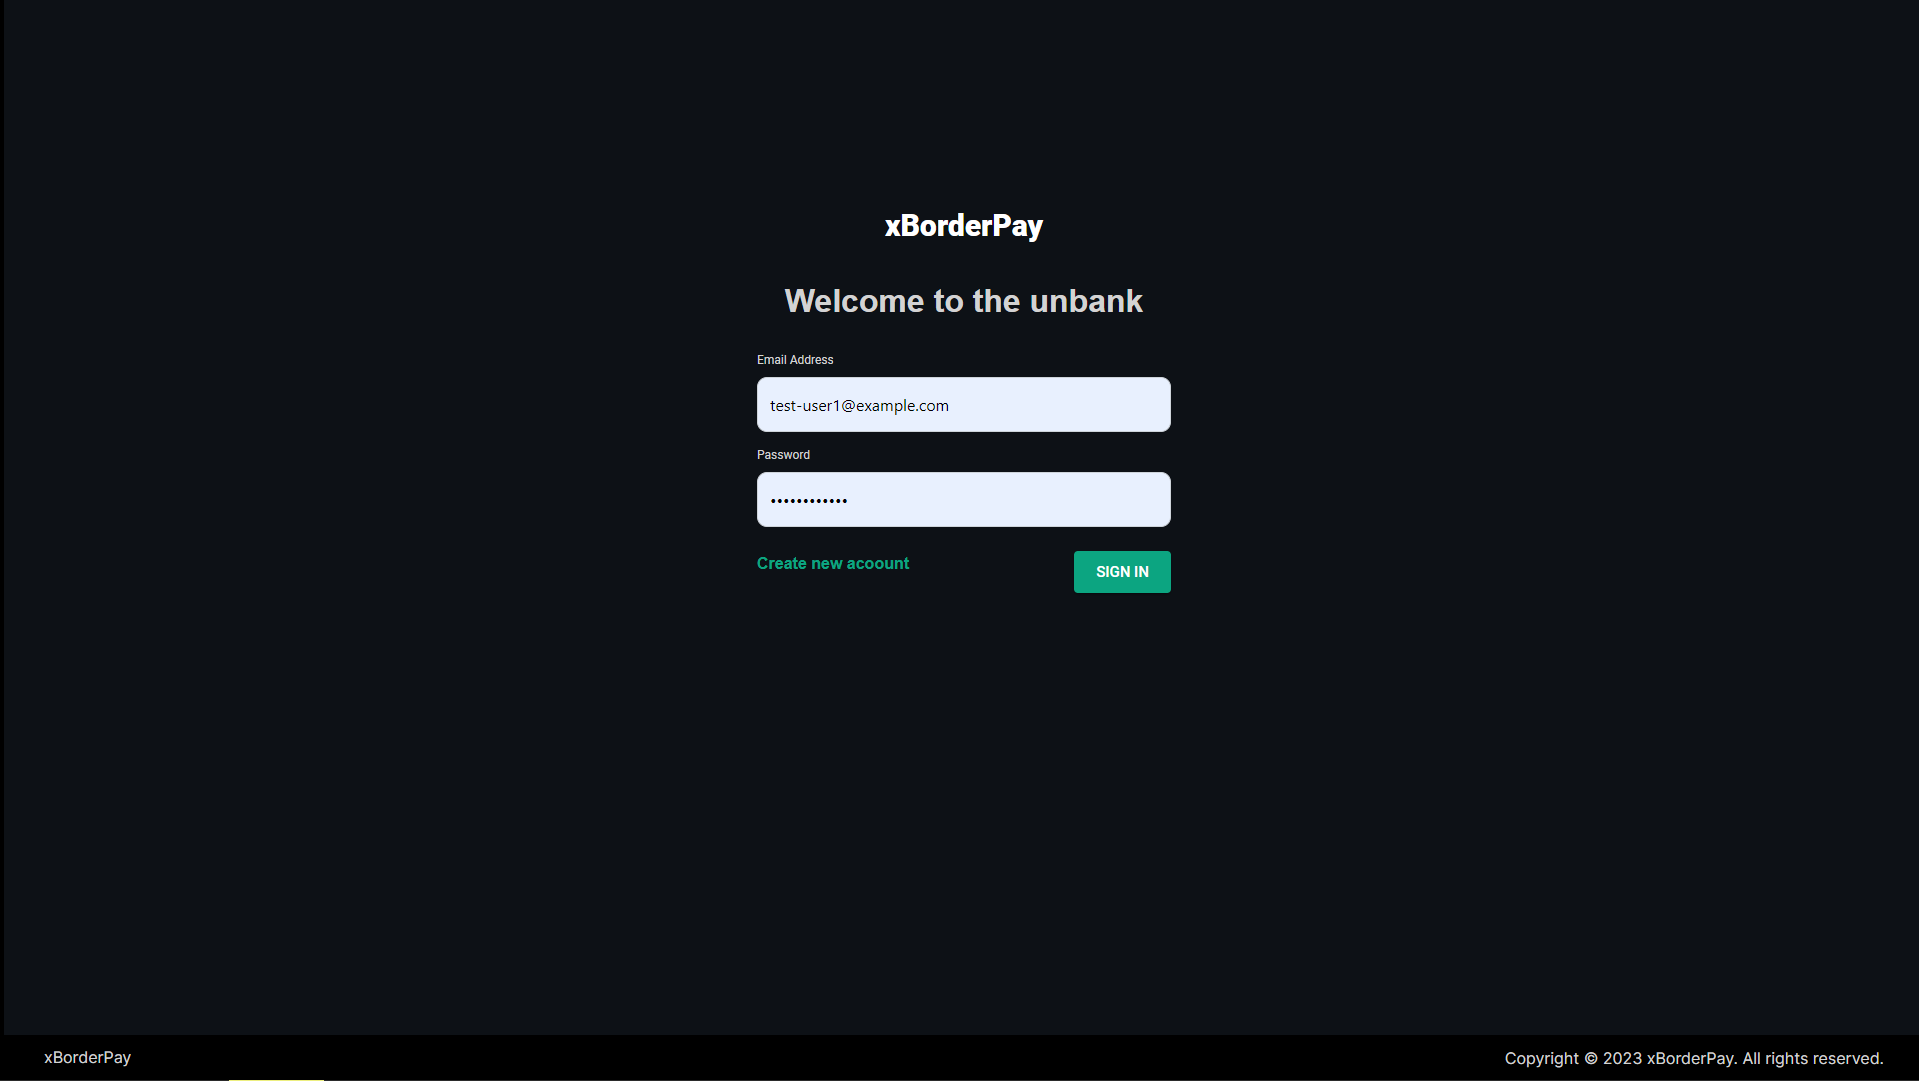 xBorderPay
Welcome to the unbank
Email Address
test-user1@example.com
Password
••••••••••••
Create new acoount
SIGN IN
xBorderPay
Copyright © 2023 xBorderPay. All rights reserved.